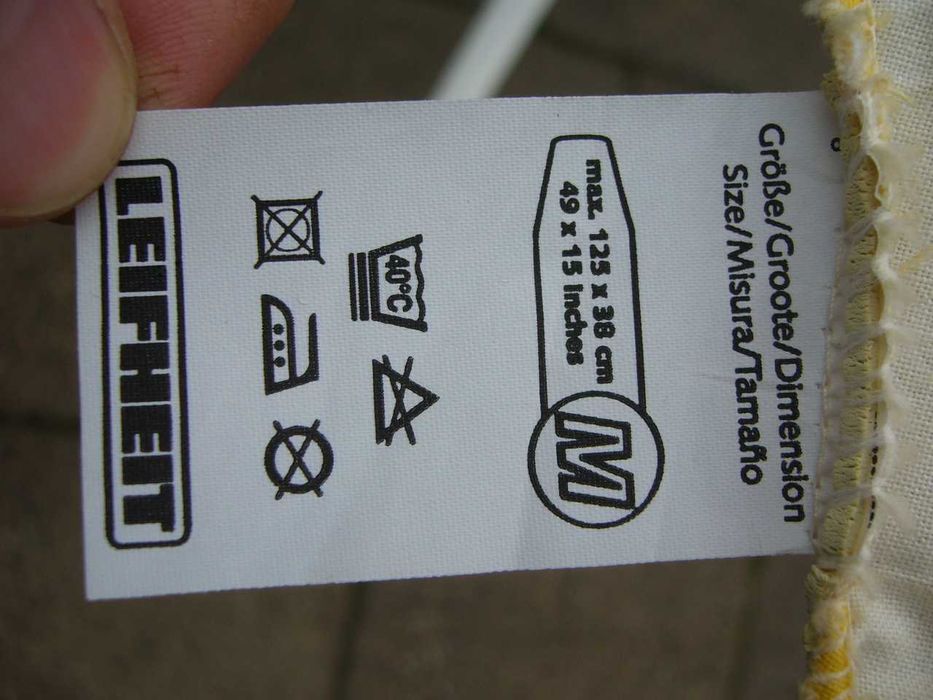 Größe/Groote/Dimension
Size/Misura/Tamaño
max. 125 x 38 cm
49 x 15 inches
M
40°C
LEIFHEIT